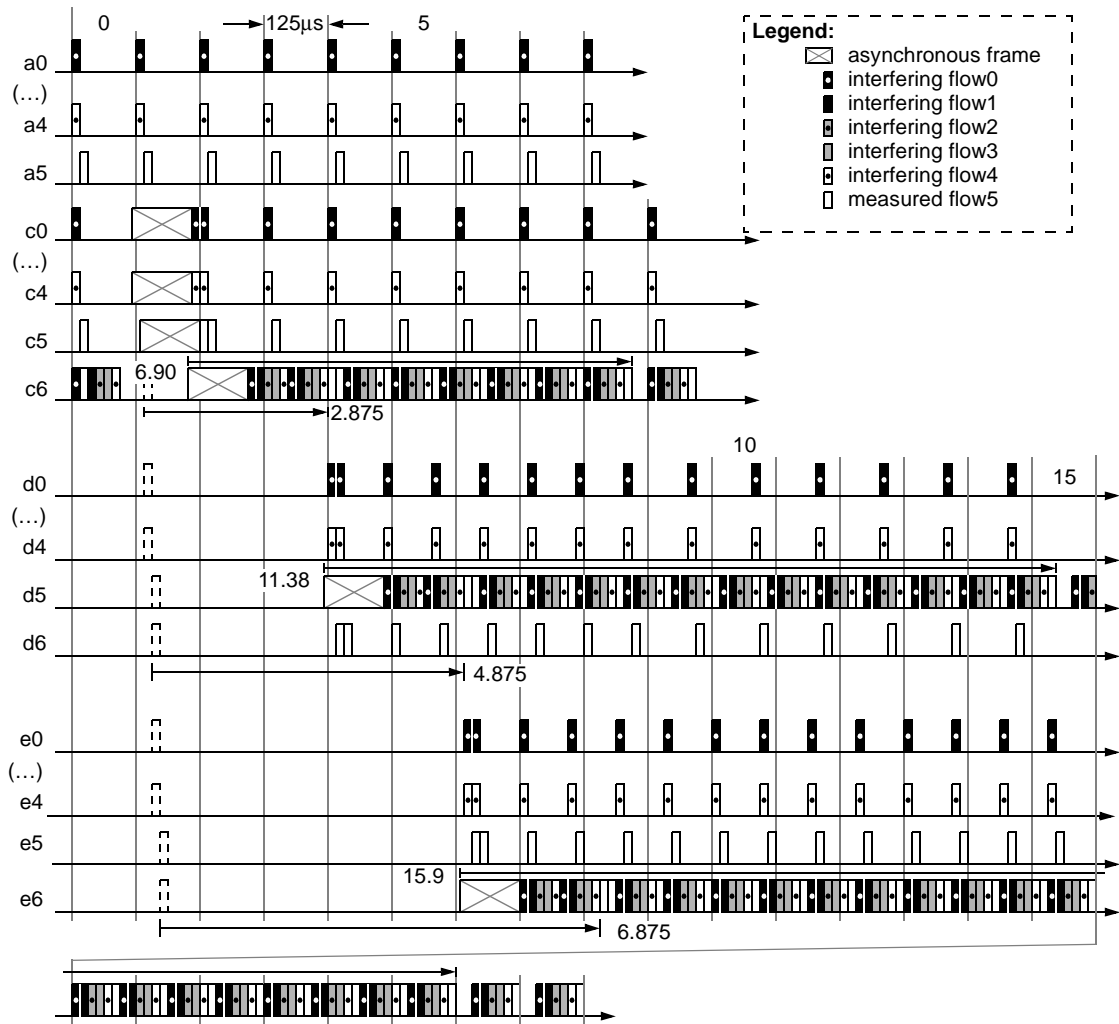 0
125μs
5
Legend:
asynchronous frame
interfering flow0
interfering flow1
interfering flow2
interfering flow3
interfering flow4
measured flow5
a0
(...)
a4
a5
c0
(...)
c4
c5
6.90
c6
2.875
10
d0
15
(...)
d4
11.38
d5
d6
4.875
e0
(...)
e4
e5
15.9
e6
6.875